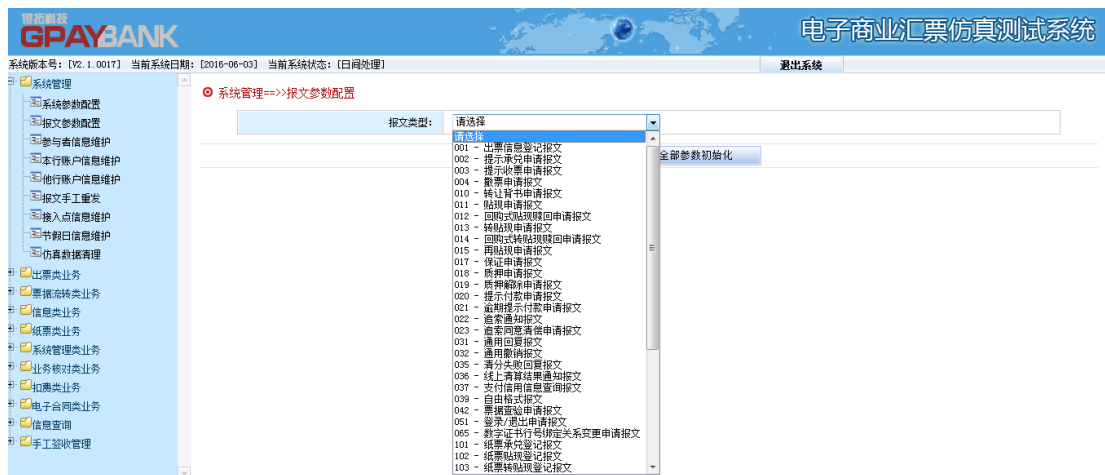 银拓科技
GPAYBANK
电子商业汇票仿真测试系统
系统版本号: [V2.1.0017] 当前系统日期: [2016-06-03] 当前系统状态: [日间处理] 退出系统
系统管理
系统参数配置
报文参数配置
参与者信息维护
本行账户信息维护
他行账户信息维护
报文手工重发
接入点信息维护
节假日信息维护
仿真数据清理
出票类业务
票据流转类业务
信息类业务
纸票类业务
系统管理类业务
业务核对类业务
扣费类业务
电子合同类业务
信息查询
手工签收管理
系统管理==>>报文参数配置
报文类型: 请选择
请选择
001 - 出票信息登记报文
002 - 提示承兑申请报文
003 - 提示收票申请报文
004 - 撤票申请报文
010 - 转让背书申请报文
011 - 贴现申请报文
012 - 回购式贴现赎回申请报文
013 - 转贴现申请报文
014 - 回购式转贴现赎回申请报文
015 - 再贴现申请报文
017 - 保证申请报文
018 - 质押申请报文
019 - 质押解除申请报文
020 - 提示付款申请报文
021 - 逾期提示付款申请报文
022 - 追索通知报文
023 - 追索同意清偿申请报文
031 - 通用回复报文
032 - 通用撤销报文
035 - 清分失败回复报文
036 - 线上清算结果通知报文
037 - 支付信用信息查询报文
039 - 自由格式报文
042 - 票据查验申请报文
051 - 登录/退出申请报文
065 - 数字证书行号绑定关系变更申请报文
101 - 纸票承兑登记报文
102 - 纸票贴现登记报文
103 - 纸票转贴现登记报文
全部参数初始化